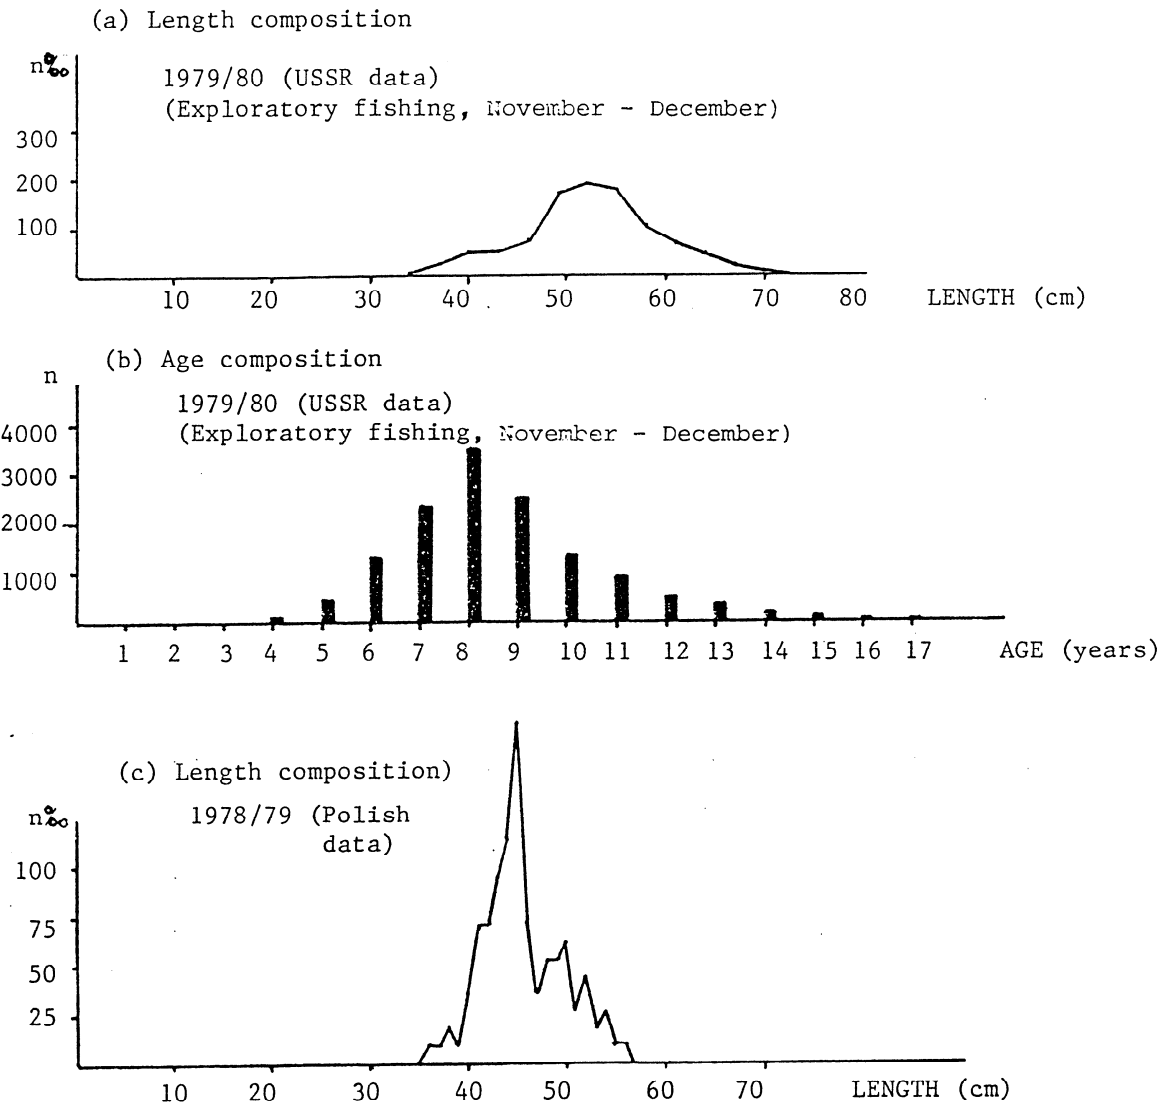 (a) Length composition
n‰
1979/80 (USSR data)
(Exploratory fishing, November - December)
300
200
100
10 20 30 40 50 60 70 80 LENGTH (cm)
(b) Age composition
n
1979/80 (USSR data)
(Exploratory fishing, November - December)
4000
3000
2000
1000
1 2 3 4 5 6 7 8 9 10 11 12 13 14 15 16 17 AGE (years)
(c) Length composition)
n‰
1978/79 (Polish
data)
100
75
50
25
10 20 30 40 50 60 70 LENGTH (cm)